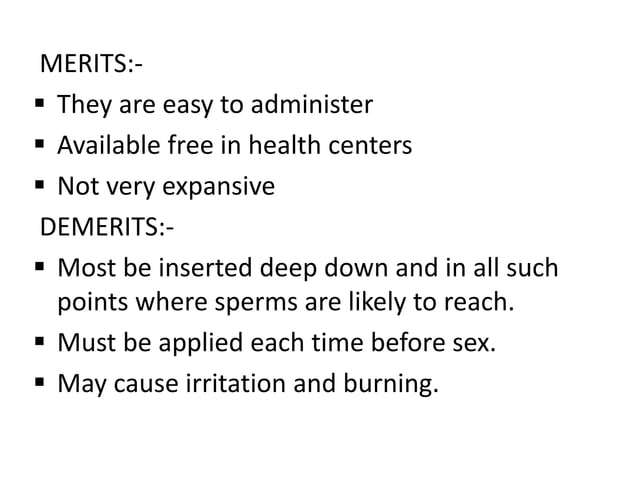 MERITS:-
▪ They are easy to administer
▪ Available free in health centers
▪ Not very expansive
DEMERITS:-
▪ Most be inserted deep down and in all such
points where sperms are likely to reach.
▪ Must be applied each time before sex.
▪ May cause irritation and burning.